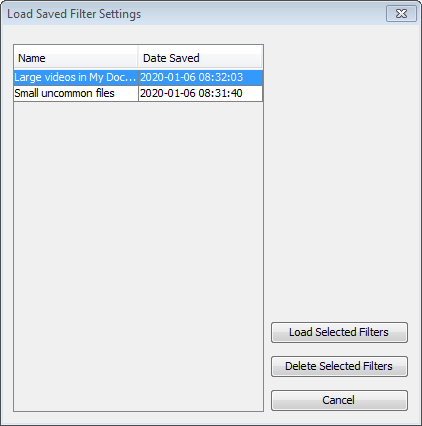 Load Saved Filter Settings
Name Date Saved
Large videos in My Doc... 2020-01-06 08:32:03
Small uncommon files 2020-01-06 08:31:40
Load Selected Filters
Delete Selected Filters
Cancel